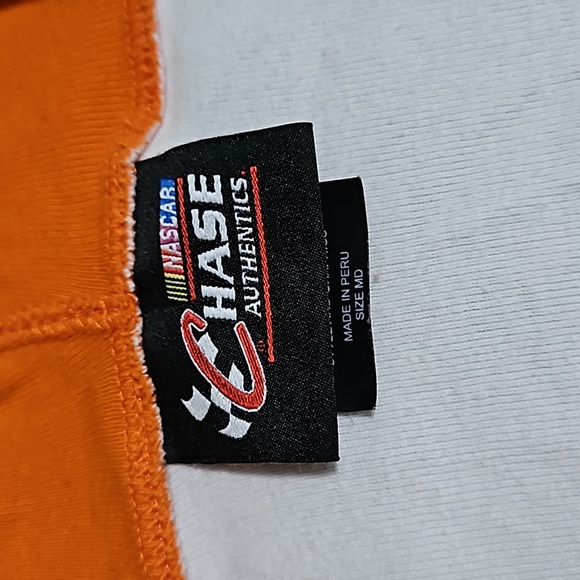 NASCAR
CHASE
AUTHENTICS.
®
MADE IN PERU
SIZE MD